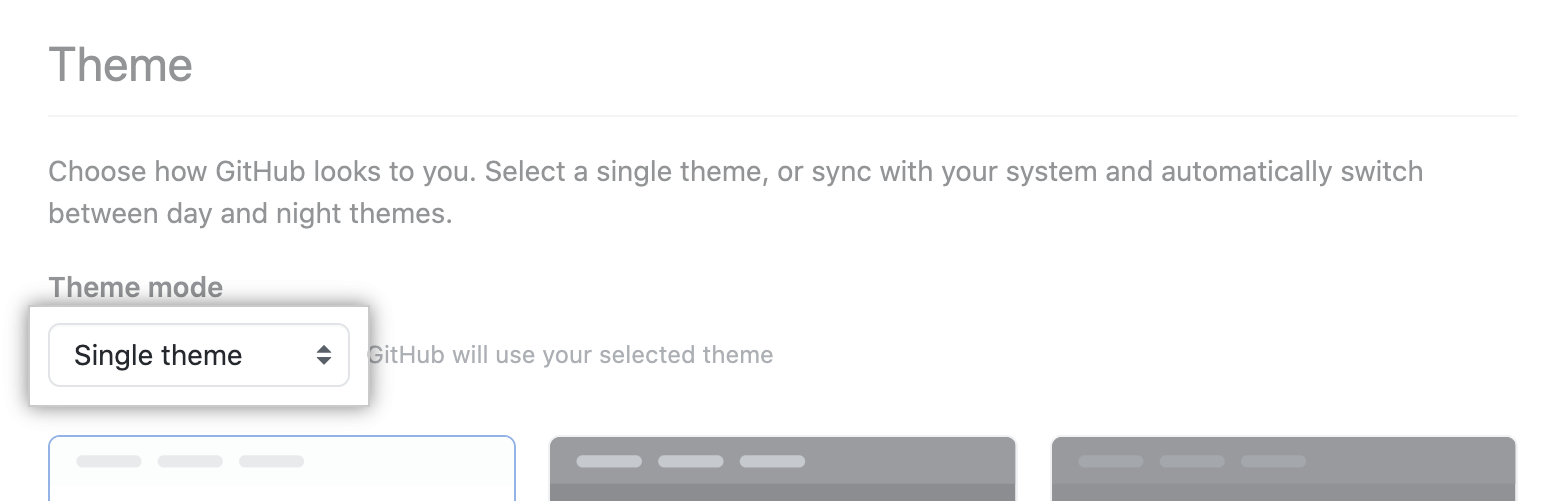 Theme
Choose how GitHub looks to you. Select a single theme, or sync with your system and automatically switch
between day and night themes.
Theme mode
Single theme
GitHub will use your selected theme